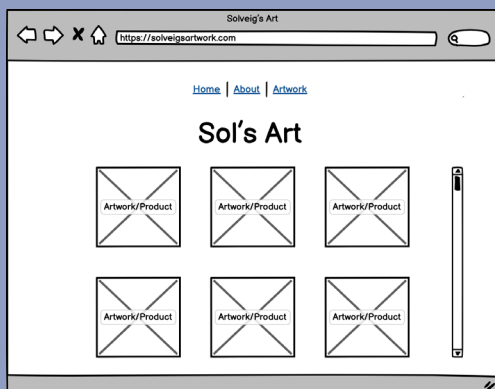 Solveig's Art
https://solveigsartwork.com
Home | About | Artwork
Sol's Art
Artwork/Product Artwork/Product Artwork/Product
Artwork/Product Artwork/Product Artwork/Product